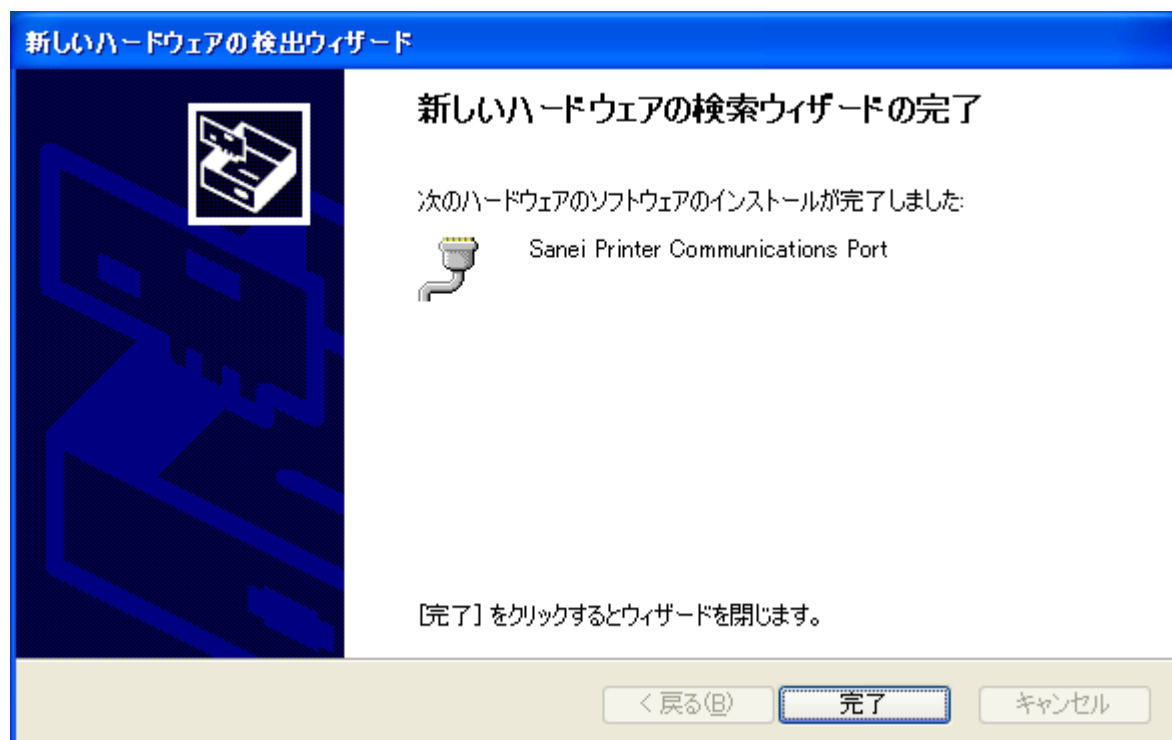 新しいハードウェアの検出ウィザード
新しいハードウェアの検索ウィザードの完了
次のハードウェアのソフトウェアのインストールが完了しました:
Sanei Printer Communications Port
[完了] をクリックするとウィザードを閉じます。
< 戻る(B)
完了
キャンセル